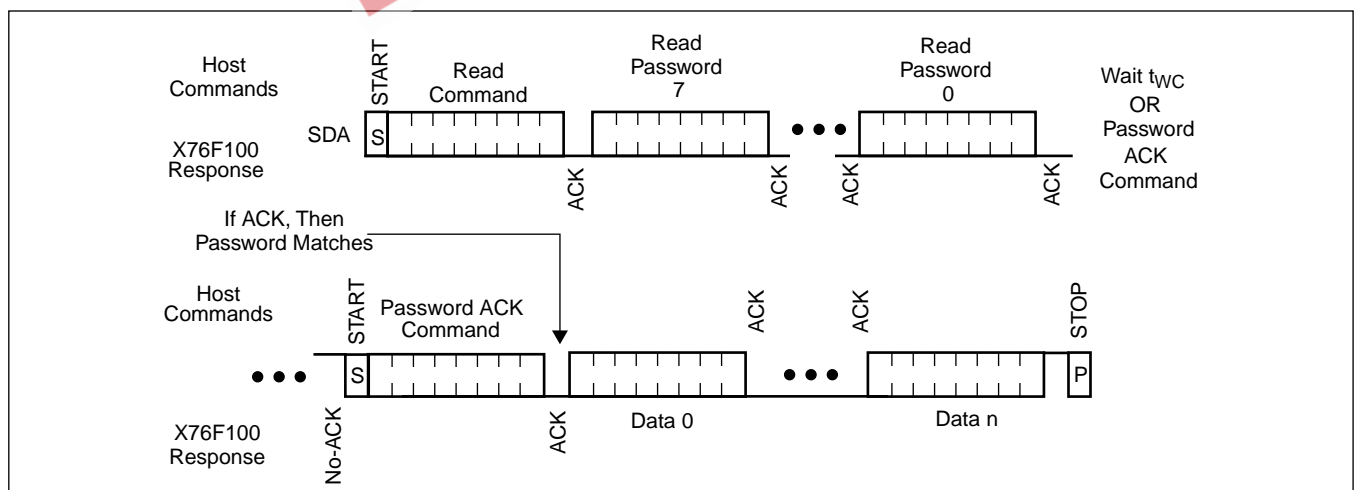 Host
Commands
START
Read
Command
Read
Password
7
Read
Password
0
Wait tWC
OR
Password
ACK
Command
SDA
S
X76F100
Response
ACK
ACK
ACK
ACK
If ACK, Then
Password Matches
Host
Commands
START
Password ACK
Command
ACK
ACK
STOP
S
P
X76F100
Response
No-ACK
ACK
Data 0
Data n